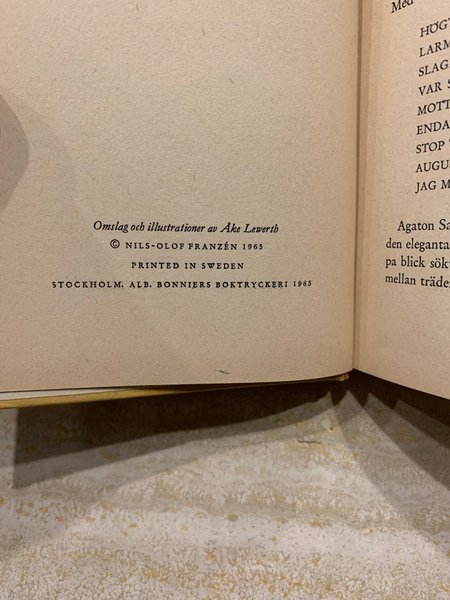 Omslag och illustrationer av Åke Lewerth
© NILS-OLOF FRANZÉN 1965
PRINTED IN SWEDEN
STOCKHOLM. ALB. BONNIERS BOKTRYCKERI 1965
Med
HÖGT
LARM
SLAG
VAR S
MOTT
ENDA
STOP
AUGU
JAG M
Agaton Sa
den eleganta
pa blick sökt
mellan träde